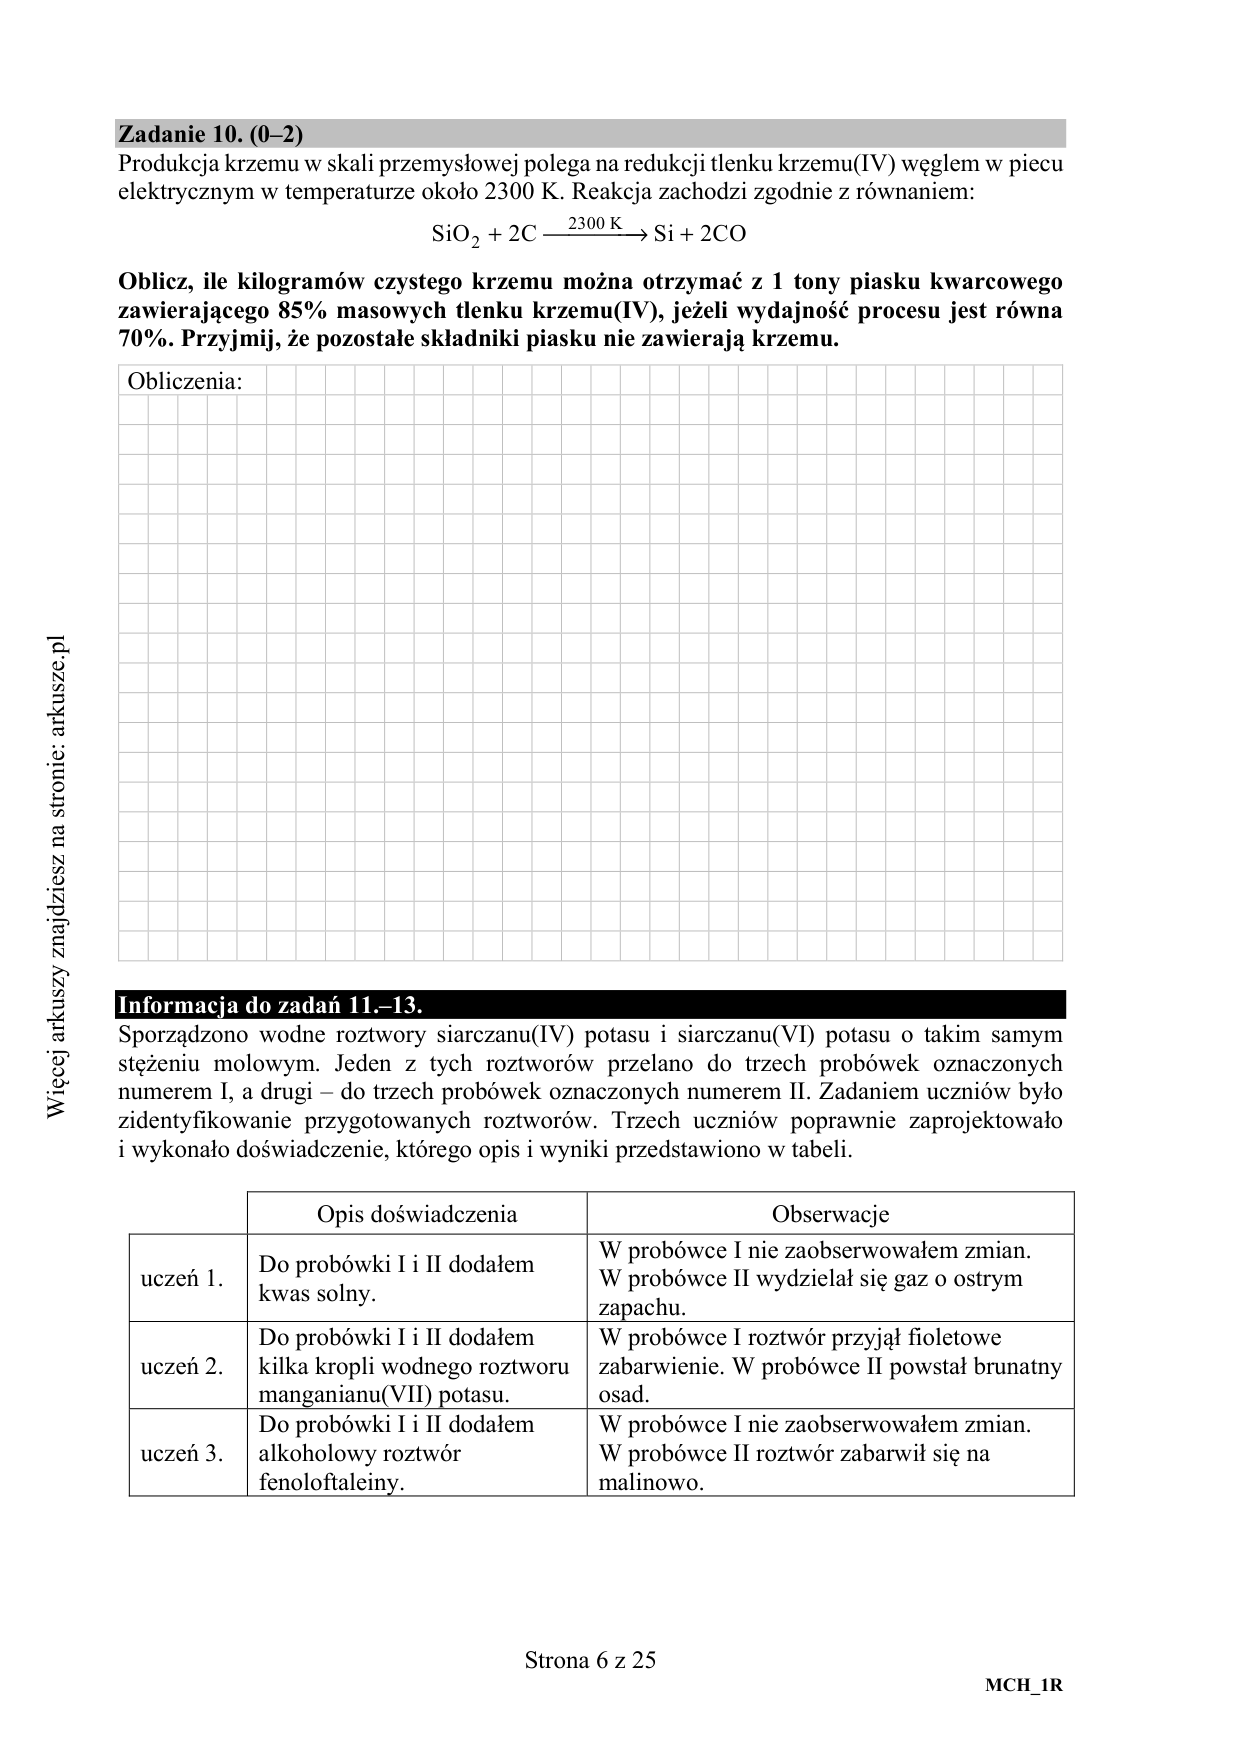 Zadanie 10. (0–2)
Produkcja krzemu w skali przemysłowej polega na redukcji tlenku krzemu(IV) węglem w piecu
elektrycznym w temperaturze około 2300 K. Reakcja zachodzi zgodnie z równaniem:
SiO₂ + 2C ⟶ 2300 K Si + 2CO
Oblicz, ile kilogramów czystego krzemu można otrzymać z 1 tony piasku kwarcowego
zawierającego 85% masowych tlenku krzemu(IV), jeżeli wydajność procesu jest równa
70%. Przyjmij, że pozostałe składniki piasku nie zawierają krzemu.
Obliczenia:
Więcej arkuszy znajdziesz na stronie: arkusze.pl
Informacja do zadań 11.–13.
Sporządzono wodne roztwory siarczanu(IV) potasu i siarczanu(VI) potasu o takim samym
stężeniu molowym. Jeden z tych roztworów przelano do trzech probówek oznaczonych
numerem I, a drugi – do trzech probówek oznaczonych numerem II. Zadaniem uczniów było
zidentyfikowanie przygotowanych roztworów. Trzech uczniów poprawnie zaprojektowało
i wykonało doświadczenie, którego opis i wyniki przedstawiono w tabeli.
Opis doświadczenia
Obserwacje
uczeń 1.
Do probówki I i II dodałem
kwas solny.
W probówce I nie zaobserwowałem zmian.
W probówce II wydzielał się gaz o ostrym
zapachu.
uczeń 2.
Do probówki I i II dodałem
kilka kropli wodnego roztworu
manganianu(VII) potasu.
W probówce I roztwór przyjął fioletowe
zabarwienie. W probówce II powstał brunatny
osad.
uczeń 3.
Do probówki I i II dodałem
alkoholowy roztwór
fenoloftaleiny.
W probówce I nie zaobserwowałem zmian.
W probówce II roztwór zabarwił się na
malinowo.
Strona 6 z 25
MCH_1R